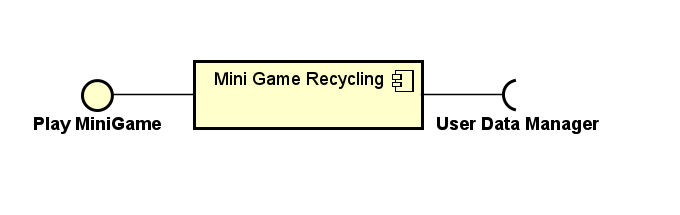 Mini Game Recycling
Play MiniGame
User Data Manager